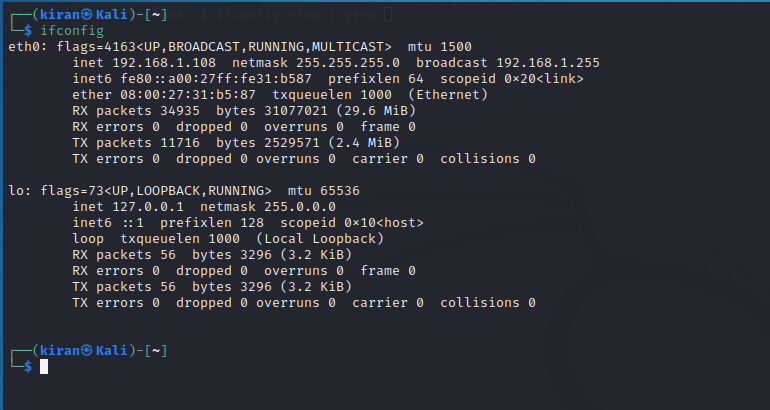 ┌──(kiran㉿Kali)-[~]
└─$ ifconfig
eth0: flags=4163<UP,BROADCAST,RUNNING,MULTICAST>  mtu 1500
        inet 192.168.1.108  netmask 255.255.255.0  broadcast 192.168.1.255
        inet6 fe80::a00:27ff:fe31:b587  prefixlen 64  scopeid 0x20<link>
        ether 08:00:27:31:b5:87  txqueuelen 1000  (Ethernet)
        RX packets 34935  bytes 31077021 (29.6 MiB)
        RX errors 0  dropped 0  overruns 0  frame 0
        TX packets 11716  bytes 2529571 (2.4 MiB)
        TX errors 0  dropped 0 overruns 0  carrier 0  collisions 0

lo: flags=73<UP,LOOPBACK,RUNNING>  mtu 65536
        inet 127.0.0.1  netmask 255.0.0.0
        inet6 ::1  prefixlen 128  scopeid 0x10<host>
        loop  txqueuelen 1000  (Local Loopback)
        RX packets 56  bytes 3296 (3.2 KiB)
        RX errors 0  dropped 0  overruns 0  frame 0
        TX packets 56  bytes 3296 (3.2 KiB)
        TX errors 0  dropped 0 overruns 0  carrier 0  collisions 0

┌──(kiran㉿Kali)-[~]
└─$